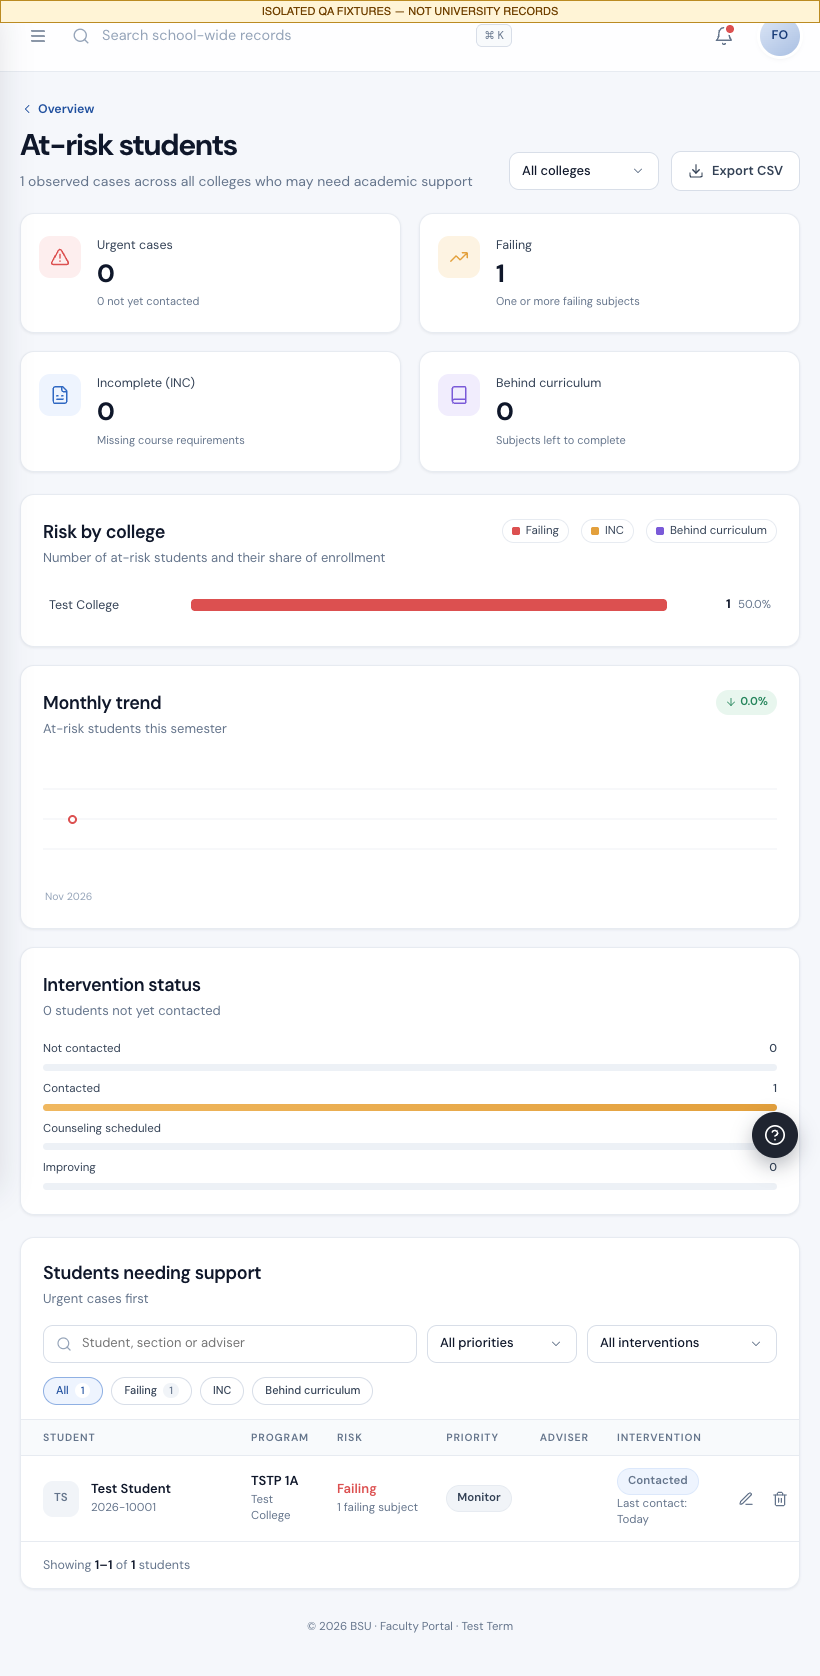 ISOLATED QA FIXTURES — NOT UNIVERSITY RECORDS
Search school-wide records
⌘ K
FO
Overview
At-risk students
1 observed cases across all colleges who may need academic support
All colleges
Export CSV
Urgent cases
0
0 not yet contacted
Failing
1
One or more failing subjects
Incomplete (INC)
0
Missing course requirements
Behind curriculum
0
Subjects left to complete
Risk by college
Failing
INC
Behind curriculum
Number of at-risk students and their share of enrollment
Test College
1 50.0%
Monthly trend
↓ 0.0%
At-risk students this semester
Nov 2026
Intervention status
0 students not yet contacted
Not contacted 0
Contacted 1
Counseling scheduled
Improving 0
Students needing support
Urgent cases first
Student, section or adviser
All priorities
All interventions
All 1
Failing 1
INC
Behind curriculum
STUDENT PROGRAM RISK PRIORITY ADVISER INTERVENTION
TS
Test Student
2026-10001
TSTP 1A
Test
College
Failing
1 failing subject
Monitor
Contacted
Last contact:
Today
Showing 1–1 of 1 students
© 2026 BSU · Faculty Portal · Test Term